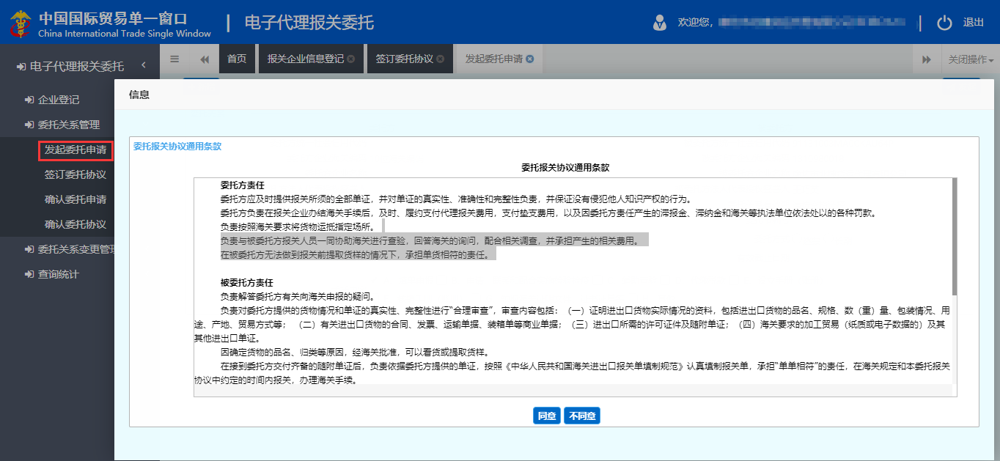 中国国际贸易单一窗口
China International Trade Single Window
电子代理报关委托
欢迎您,
退出
电子代理报关委托
首页
报关企业信息登记
签订委托协议
发起委托申请
关闭操作
企业登记
委托关系管理
发起委托申请
签订委托协议
确认委托申请
确认委托协议
委托关系变更管理
查询统计
信息
委托报关协议通用条款
委托报关协议通用条款
委托方责任
委托方应及时提供报关所须的全部单证，并对单证的真实性、准确性和完整性负责，并保证没有侵犯他人知识产权的行为。
委托方负责在报关企业办结海关手续后，及时、履约支付代理报关费用，支付垫支费用，以及因委托方责任产生的滞报金、滞纳金和海关等执法单位依法处以的各种罚款。
负责按照海关要求将货物运抵指定场所。
负责与被委托方报关人员一同协助海关进行查验，回答海关的询问，配合相关调查，并承担产生的相关费用。
在被委托方无法做到报关前提取货样的情况下，承担单货相符的责任。
被委托方责任
负责解答委托方有关向海关申报的疑问。
负责对委托方提供的货物情况和单证的真实性、完整性进行“合理审查”，审查内容包括：（一）证明进出口货物实际情况的资料，包括进出口货物的品名、规格、数（重）量、包装情况、用
途、产地、贸易方式等；（二）有关进出口货物的合同、发票、运输单据、装箱单等商业单据；（三）进出口所需的许可证件及随附单证；（四）海关要求的加工贸易（纸质或电子数据的）及其
其他进出口单证。
因确定货物的品名、归类等原因，经海关批准，可以看货或提取货样。
在接到委托方交付齐备的随附单证后，负责依据委托方提供的单证，按照《中华人民共和国海关进出口报关单填制规范》认真填制报关单，承担“单单相符”的责任，在海关规定和本委托报关
协议中约定的时间内报关，办理海关手续。
同意
不同意